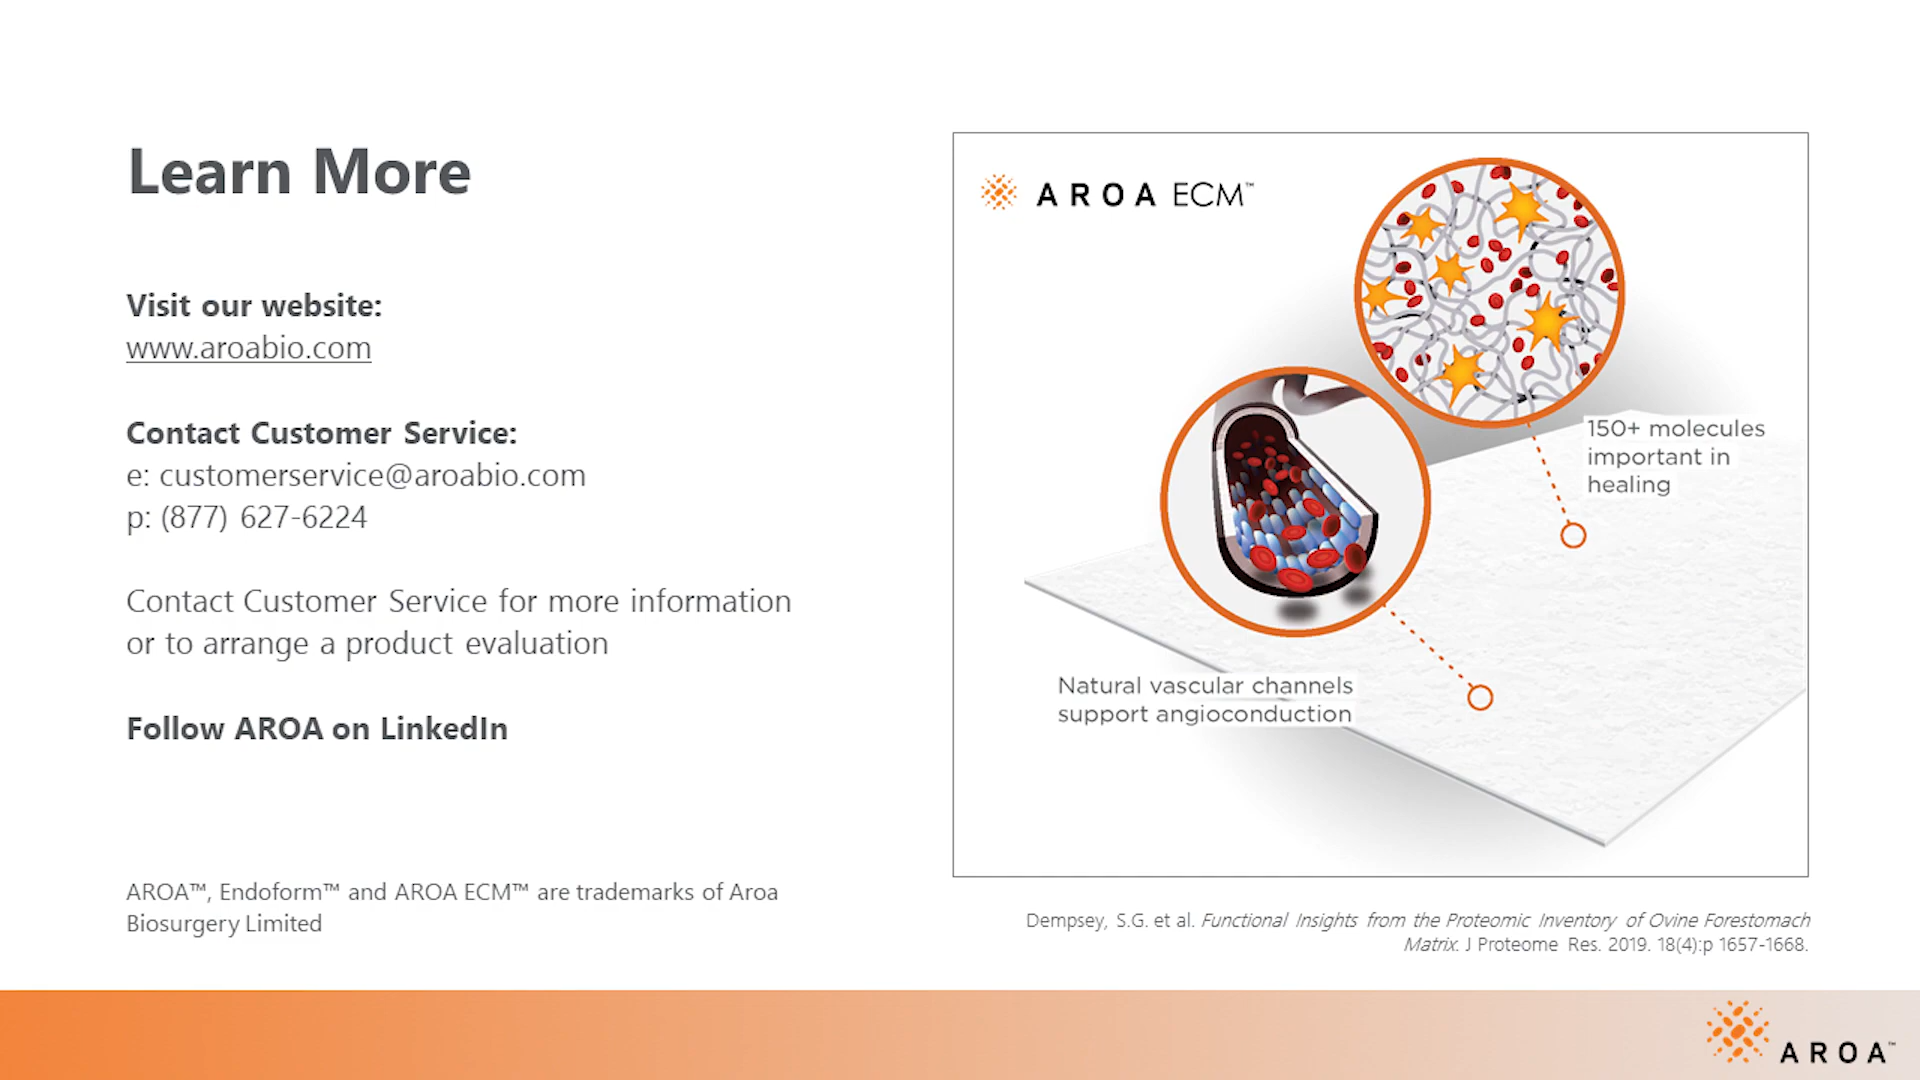 Learn More
Visit our website:
www.aroabio.com
Contact Customer Service:
e: customerservice@aroabio.com
p: (877) 627-6224
Contact Customer Service for more information
or to arrange a product evaluation
Follow AROA on LinkedIn
AROA™, Endoform™ and AROA ECM™ are trademarks of Aroa
Biosurgery Limited
AROA ECM™
150+ molecules
important in
healing
Natural vascular channels
support angioconduction
Dempsey, S.G. et al. Functional Insights from the Proteomic Inventory of Ovine Forestomach
Matrix. J Proteome Res. 2019. 18(4):p 1657-1668.
AROA™